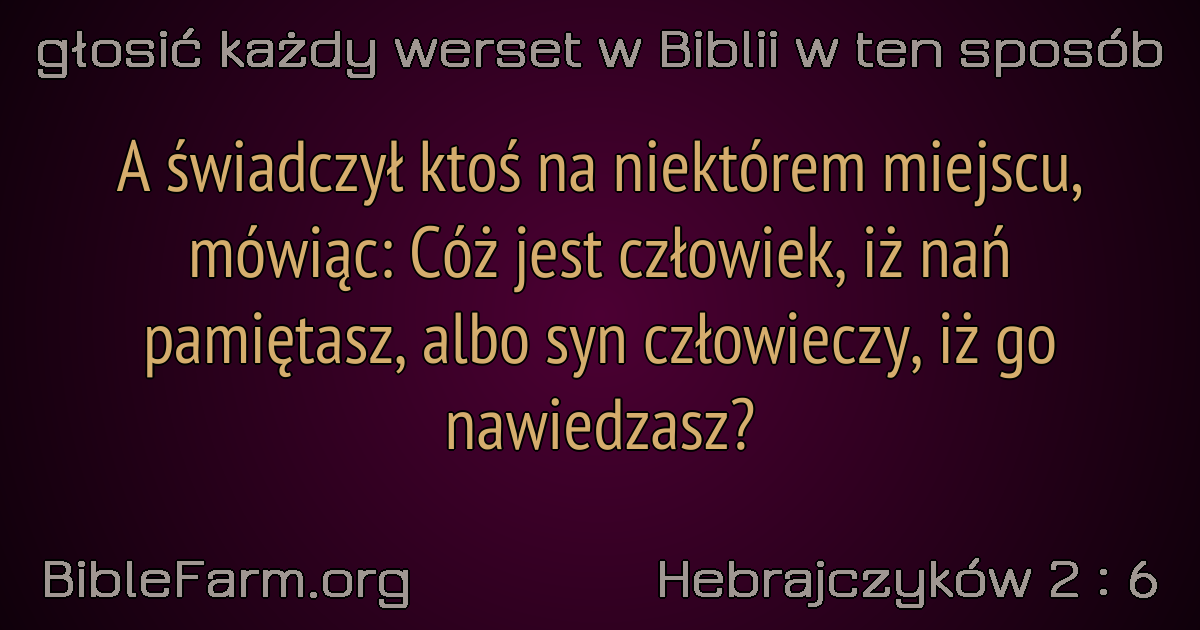 głosić każdy werset w Biblii w ten sposób
A świadczył ktoś na niektórem miejscu,
mówiąc: Cóż jest człowiek, iż nań
pamiętasz, albo syn człowieczy, iż go
nawiedzasz?
BibleFarm.org
Hebrajczyków 2 : 6